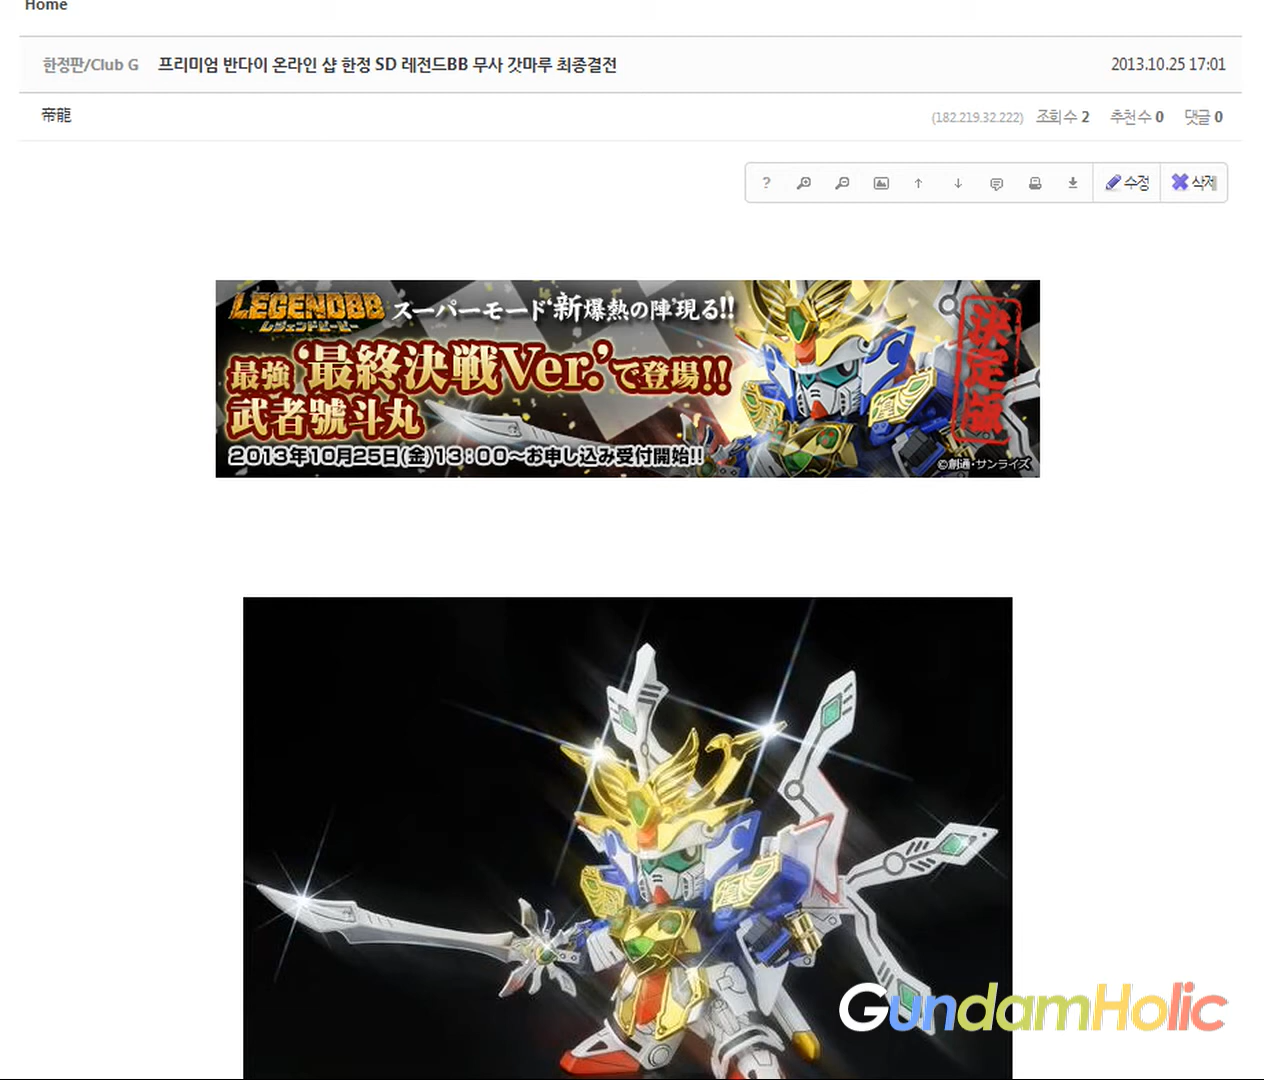 Home
한정판/Club G 프리미엄 반다이 온라인 샵 한정 SD 레전드BB 무사 갓마루 최종결전 2013.10.25 17:01
帝龍 (182.219.32.222) 조회 수 2 추천 수 0 댓글 0
? 수정 삭제
LEGENDBB スーパーモード‘新爆熱の陣’現る!!
レジェンドビービー
最強‘最終決戦Ver.’で登場!!
武者號斗丸
2013年10月25日(金)13:00～お申し込み受付開始!!
決定版
©創通・サンライズ
GundamHolic